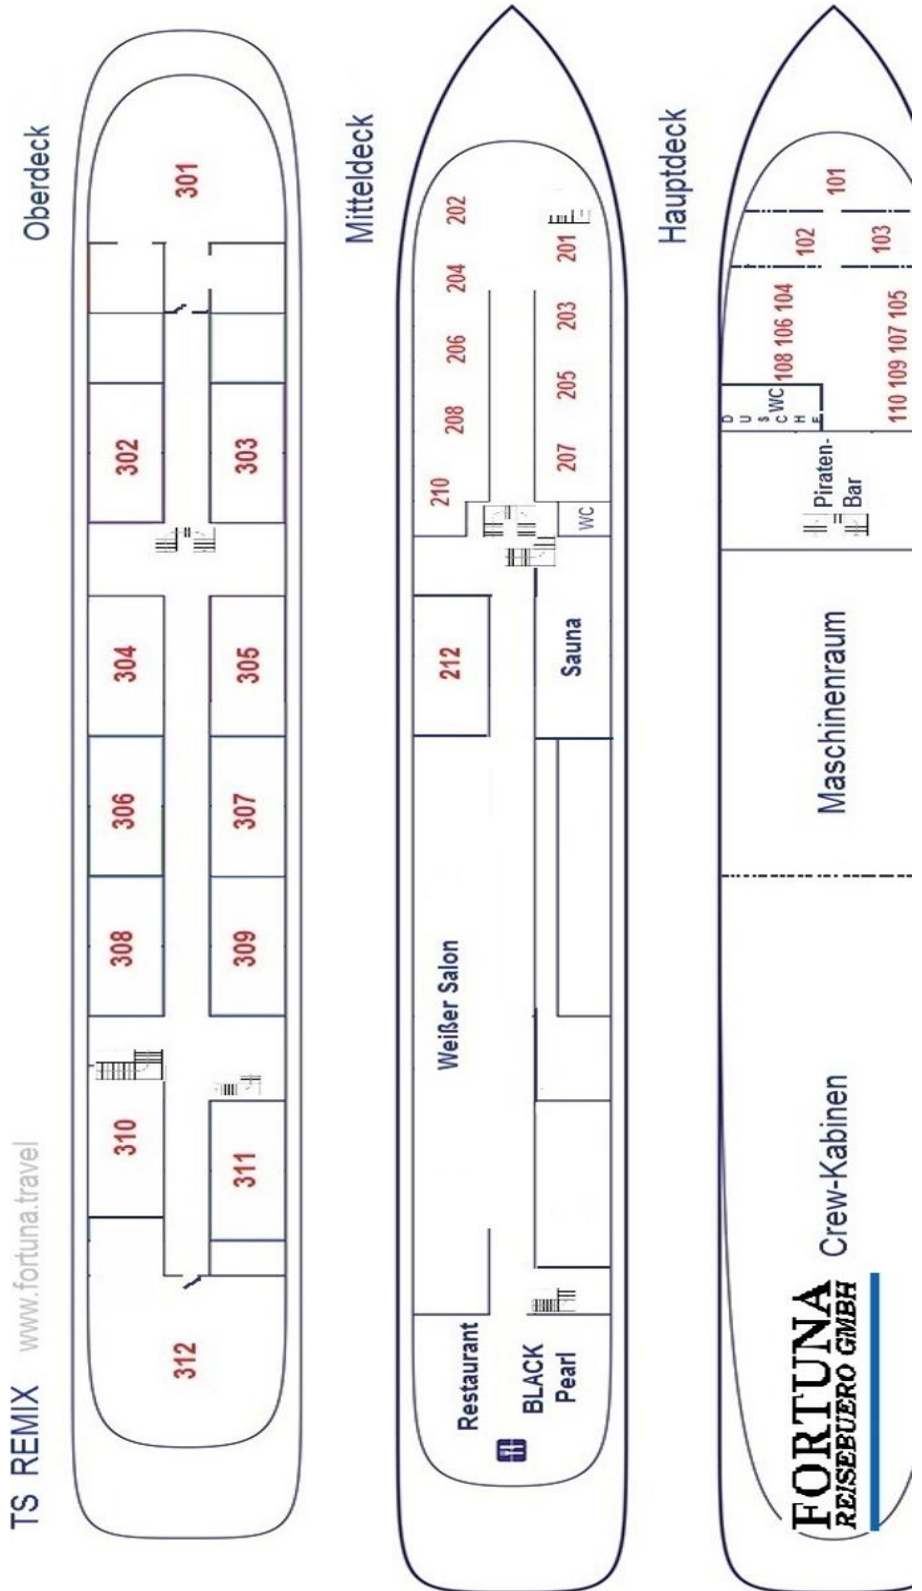 TS REMIX www.fortuna.travel
Oberdeck
312
310
308
306
304
302
301
311
309
307
305
303
Mitteldeck
Restaurant
BLACK
Pearl
Weißer Salon
212
Sauna
WC
210
208
206
204
202
207
205
203
201
Hauptdeck
FORTUNA
REISEBUERO GMBH
Crew-Kabinen
Maschinenraum
Piraten-
Bar
DUSCHE
WC
108 106 104
102
101
110 109 107 105
103